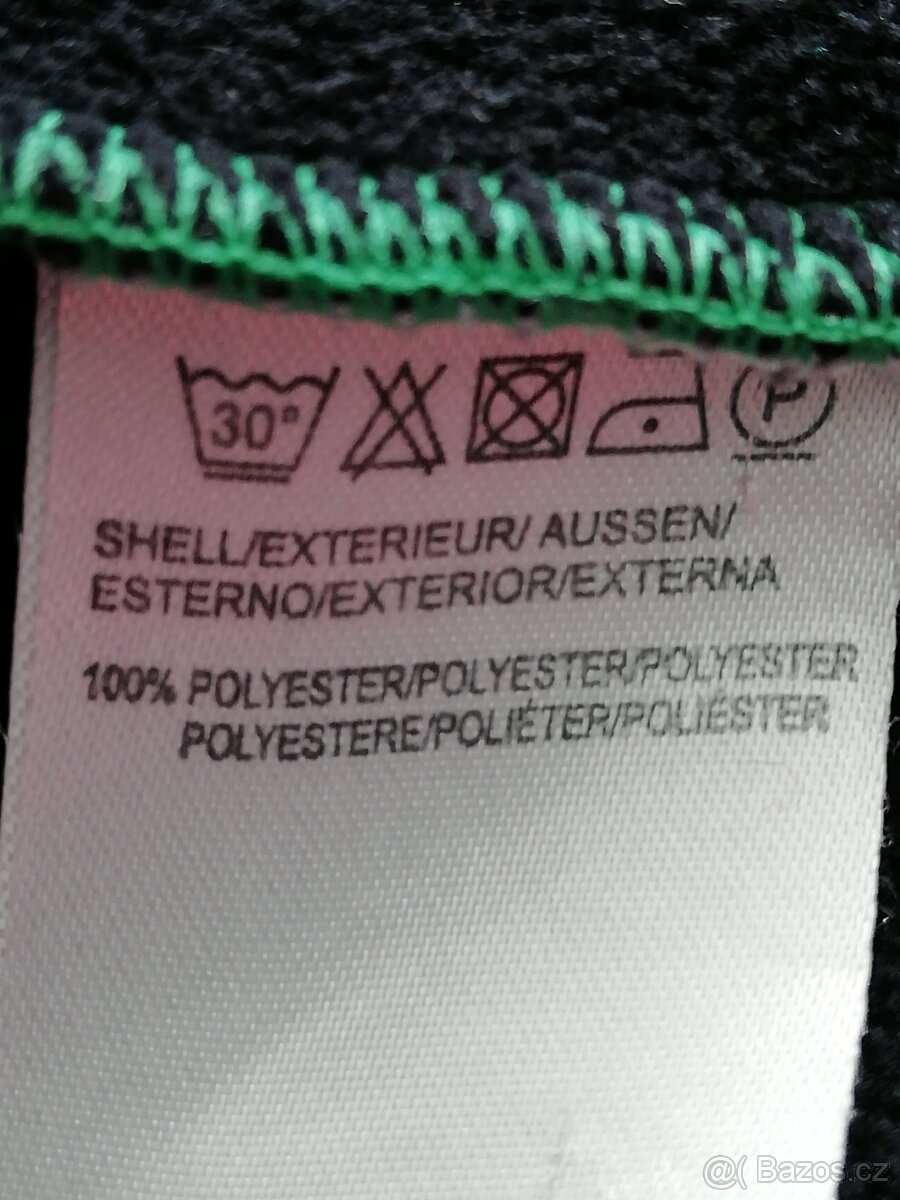 30°
P
SHELL/EXTERIEUR/ AUSSEN/
ESTERNO/EXTERIOR/EXTERNA
100% POLYESTER/POLYESTER/POLYESTER
POLYESTERE/POLIÉTER/POLIÉSTER
@( Bazos.cz